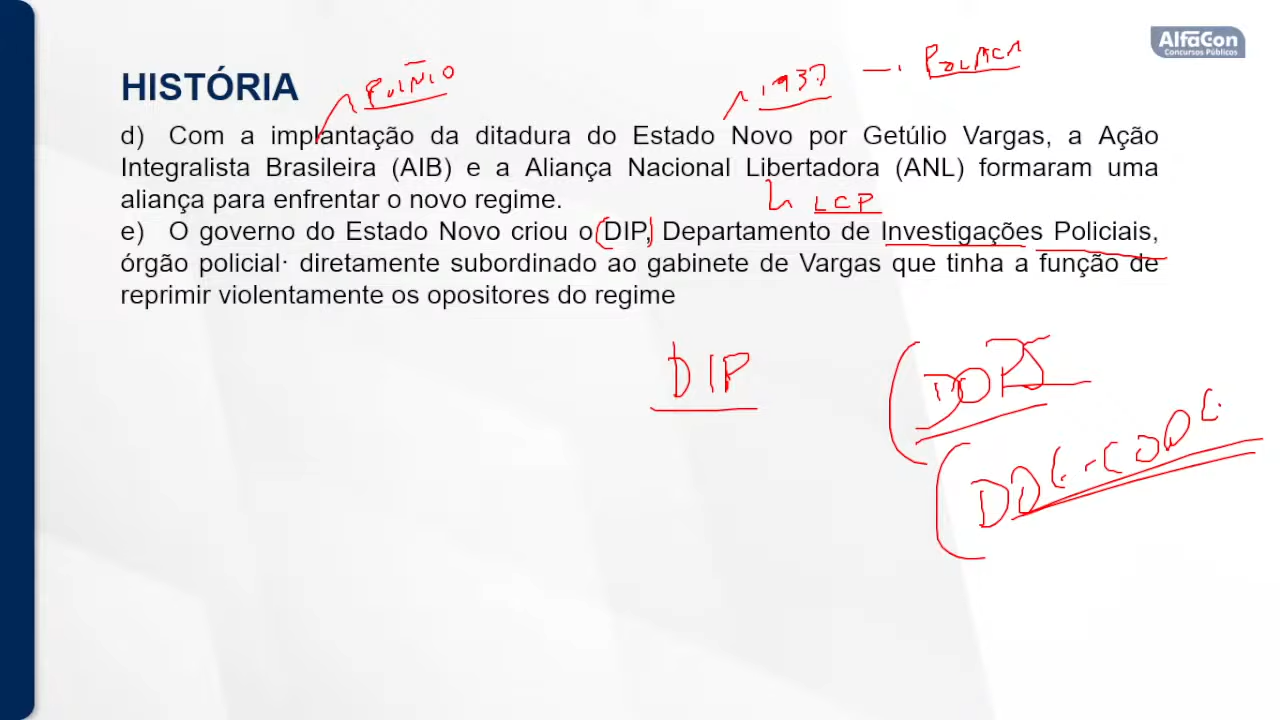 AlfaCon
Concursos Públicos
HISTÓRIA
PLÍNIO
1937 — . POLACA
d) Com a implantação da ditadura do Estado Novo por Getúlio Vargas, a Ação
Integralista Brasileira (AIB) e a Aliança Nacional Libertadora (ANL) formaram uma
aliança para enfrentar o novo regime.
LCP
e) O governo do Estado Novo criou o DIP, Departamento de Investigações Policiais,
órgão policial· diretamente subordinado ao gabinete de Vargas que tinha a função de
reprimir violentamente os opositores do regime
DIP
DOPS